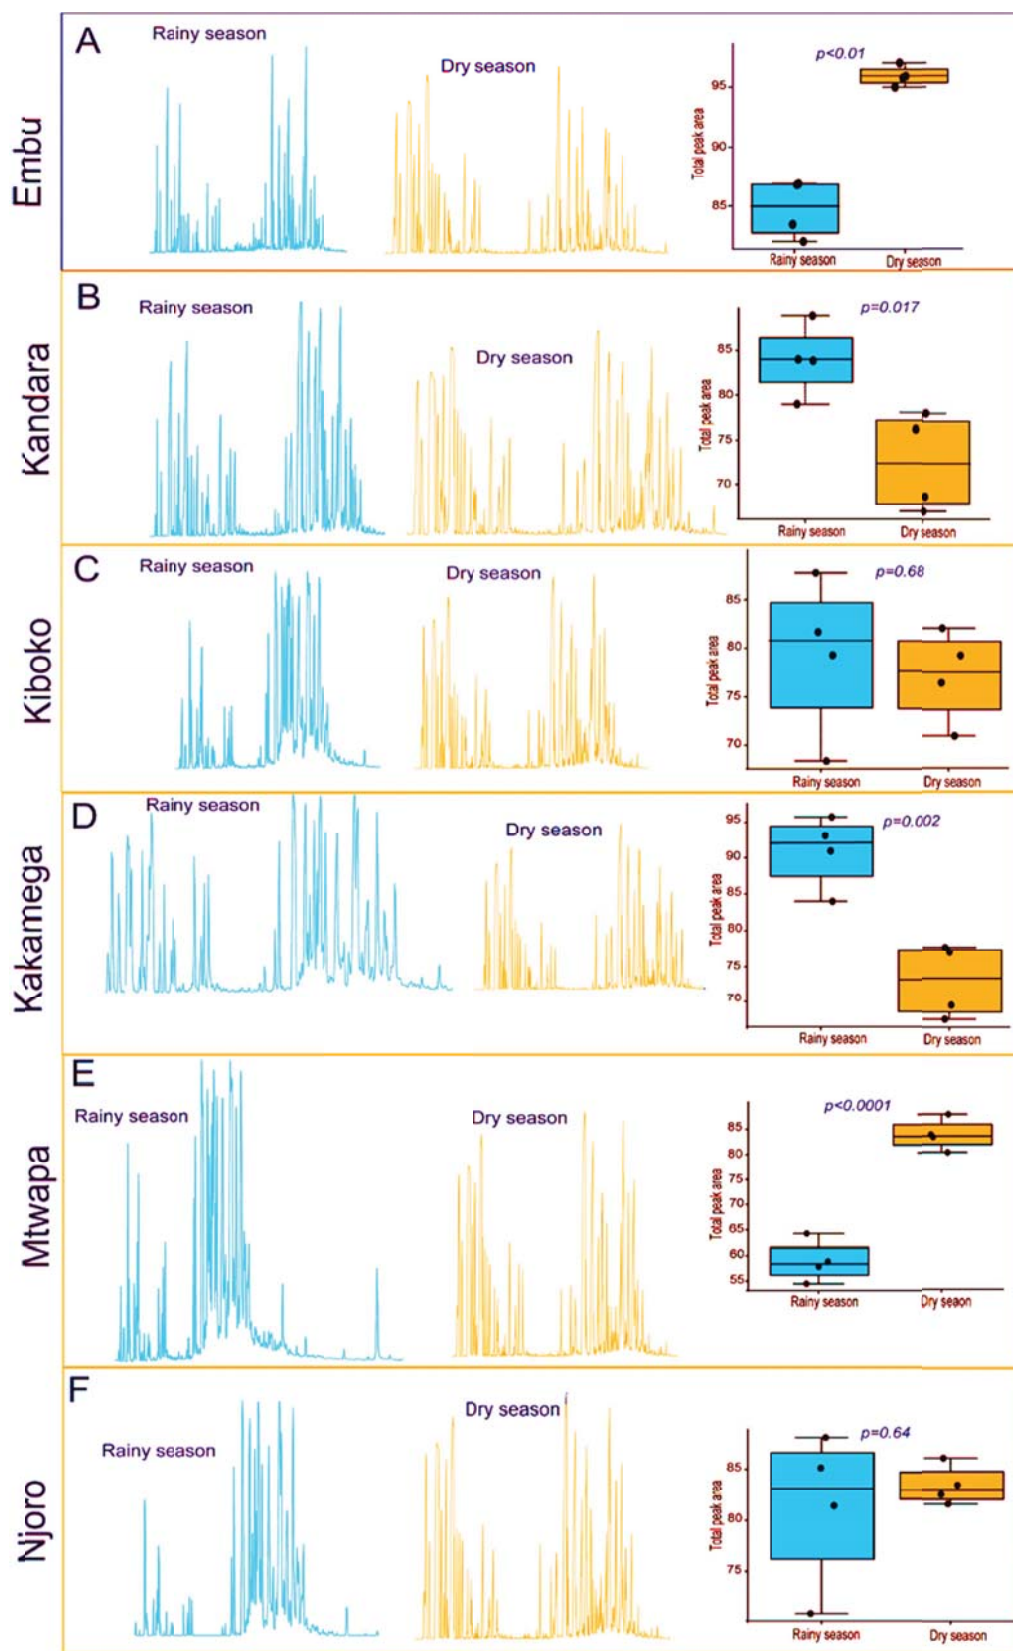 Embu
A
Rainy season
Dry season
p<0.01
Total peak area
95
90
85
Rainy season
Dry season
Kandara
B
Rainy season
Dry season
p=0.017
Total peak area
85
80
75
70
Rainy season
Dry season
Kiboko
C
Rainy season
Dry season
p=0.68
Total peak area
85
80
75
70
Rainy season
Dry season
Kakamega
D
Rainy season
Dry season
p=0.002
Total peak area
95
90
85
80
75
70
Rainy season
Dry season
Mtwapa
E
Rainy season
Dry season
p<0.0001
Total peak area
85
80
75
70
65
60
55
Rainy season
Dry seaon
Njoro
F
Rainy season
Dry season
p=0.64
Total peak area
85
80
75
Rainy season
Dry season